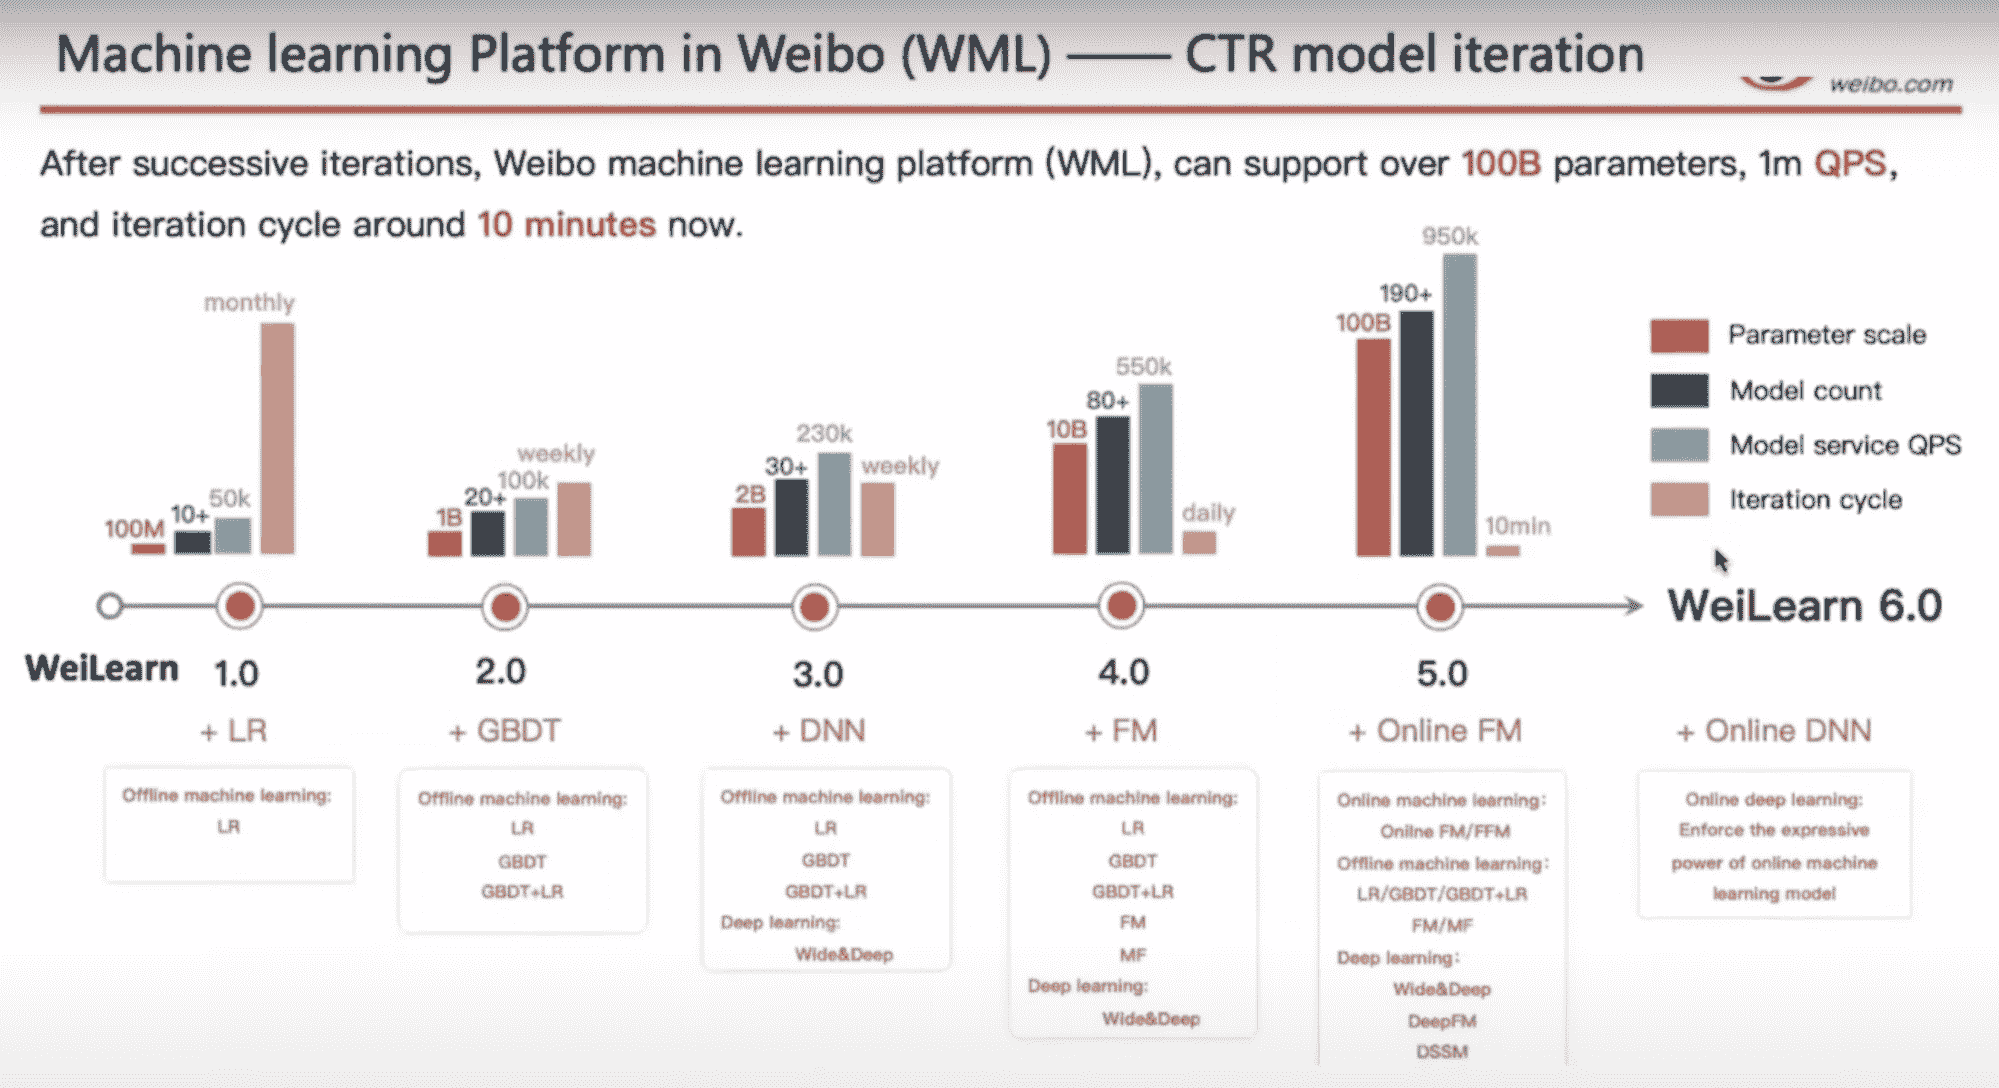 Machine learning Platform in Weibo (WML) —— CTR model iteration
weibo.com
After successive iterations, Weibo machine learning platform (WML), can support over 100B parameters, 1m QPS,
and iteration cycle around 10 minutes now.
monthly
100M
10+
50k
weekly
1B
20+
100k
2B
30+
230k
weekly
10B
80+
550k
daily
100B
190+
950k
10min
Parameter scale
Model count
Model service QPS
Iteration cycle
WeiLearn 6.0
WeiLearn 1.0 2.0 3.0 4.0 5.0
+ LR
+ GBDT
+ DNN
+ FM
+ Online FM
+ Online DNN
Offline machine learning:
LR
Offline machine learning:
LR
GBDT
GBDT+LR
Offline machine learning:
LR
GBDT
GBDT+LR
Deep learning:
Wide&Deep
Offline machine learning:
LR
GBDT
GBDT+LR
FM
MF
Deep learning:
Wide&Deep
Online machine learning:
Onilne FM/FFM
Offline machine learning:
LR/GBDT/GBDT+LR
FM/MF
Deep learning:
Wide&Deep
DeepFM
DSSM
Online deep learning:
Enforce the expressive
power of online machine
learning model